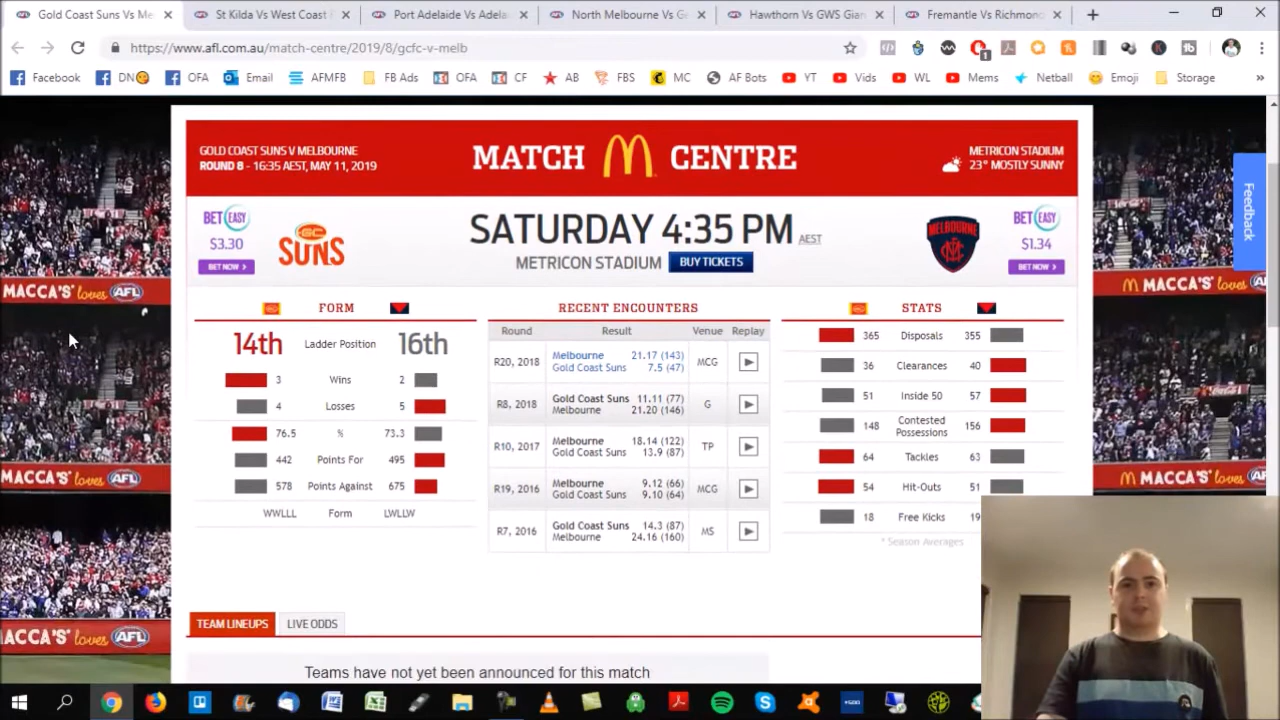 Gold Coast Suns Vs Me
St Kilda Vs West Coast
Port Adelaide Vs Adela
North Melbourne Vs G
Hawthorn Vs GWS Gian
Fremantle Vs Richmon
https://www.afl.com.au/match-centre/2019/8/gcfc-v-melb
Facebook
DN
OFA
Email
AFMFB
FB Ads
OFA
CF
AB
FBS
MC
AF Bots
YT
Vids
WL
Mems
Netball
Emoji
Storage
GOLD COAST SUNS V MELBOURNE
ROUND 8 - 16:35 AEST, MAY 11, 2019
MATCH CENTRE
METRICON STADIUM
23° MOSTLY SUNNY
Feedback
BET EASY
$3.30
BET NOW >
GC
SUNS
SATURDAY 4:35 PM AEST
METRICON STADIUM BUY TICKETS
MELBOURNE
BET EASY
$1.34
BET NOW >
MACCA'S loves AFL
MACCA'S loves AFL
MACCA'S loves AFL
MACCA'S loves
MACCA'S loves AFL
FORM
14th Ladder Position 16th
3 Wins 2
4 Losses 5
76.5 % 73.3
442 Points For 495
578 Points Against 675
WWLLL Form LWLLW
RECENT ENCOUNTERS
Round Result Venue Replay
R20, 2018 Melbourne 21.17 (143) MCG
Gold Coast Suns 7.5 (47)
R8, 2018 Gold Coast Suns 11.11 (77) G
Melbourne 21.20 (146)
R10, 2017 Melbourne 18.14 (122) TP
Gold Coast Suns 13.9 (87)
R19, 2016 Melbourne 9.12 (66) MCG
Gold Coast Suns 9.10 (64)
R7, 2016 Gold Coast Suns 14.3 (87) MS
Melbourne 24.16 (160)
STATS
365 Disposals 355
36 Clearances 40
51 Inside 50 57
148 Contested Possessions 156
64 Tackles 63
54 Hit-Outs 51
18 Free Kicks 19
* Season Averages
TEAM LINEUPS
LIVE ODDS
Teams have not yet been announced for this match